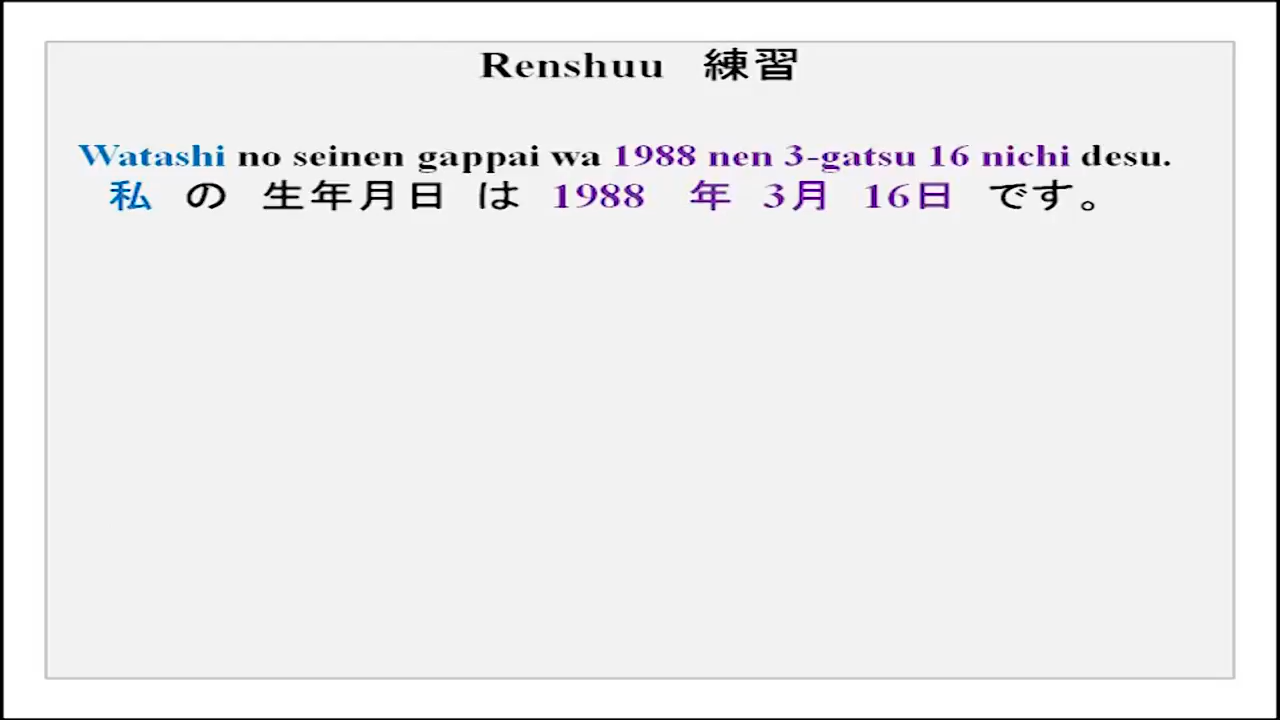 Renshuu 練習
Watashi no seinen gappai wa 1988 nen 3-gatsu 16 nichi desu.
私 の 生年月日 は 1988 年 3月 16日 です。